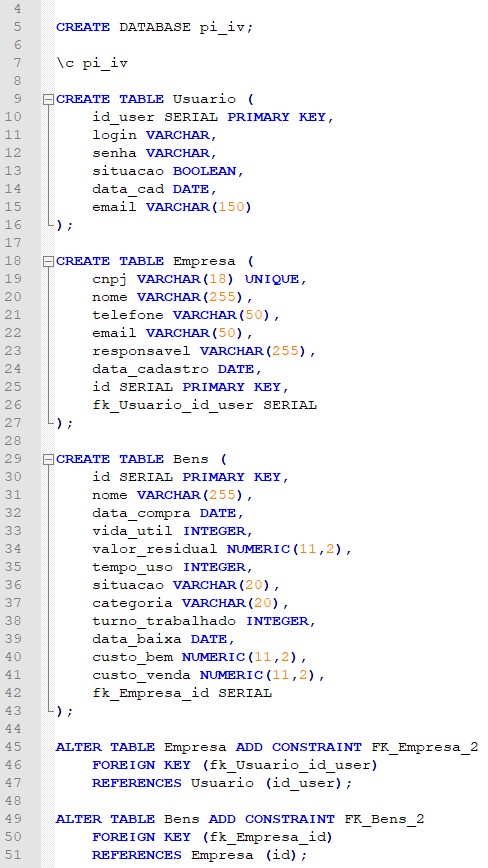 4
5 CREATE DATABASE pi_iv;
6
7 \c pi_iv
8
9 CREATE TABLE Usuario (
10 id_user SERIAL PRIMARY KEY,
11 login VARCHAR,
12 senha VARCHAR,
13 situacao BOOLEAN,
14 data_cad DATE,
15 email VARCHAR(150)
16 );
17
18 CREATE TABLE Empresa (
19 cnpj VARCHAR(18) UNIQUE,
20 nome VARCHAR(255),
21 telefone VARCHAR(50),
22 email VARCHAR(50),
23 responsavel VARCHAR(255),
24 data_cadastro DATE,
25 id SERIAL PRIMARY KEY,
26 fk_Usuario_id_user SERIAL
27 );
28
29 CREATE TABLE Bens (
30 id SERIAL PRIMARY KEY,
31 nome VARCHAR(255),
32 data_compra DATE,
33 vida_util INTEGER,
34 valor_residual NUMERIC(11,2),
35 tempo_uso INTEGER,
36 situacao VARCHAR(20),
37 categoria VARCHAR(20),
38 turno_trabalhado INTEGER,
39 data_baixa DATE,
40 custo_bem NUMERIC(11,2),
41 custo_venda NUMERIC(11,2),
42 fk_Empresa_id SERIAL
43 );
44
45 ALTER TABLE Empresa ADD CONSTRAINT FK_Empresa_2
46 FOREIGN KEY (fk_Usuario_id_user)
47 REFERENCES Usuario (id_user);
48
49 ALTER TABLE Bens ADD CONSTRAINT FK_Bens_2
50 FOREIGN KEY (fk_Empresa_id)
51 REFERENCES Empresa (id);